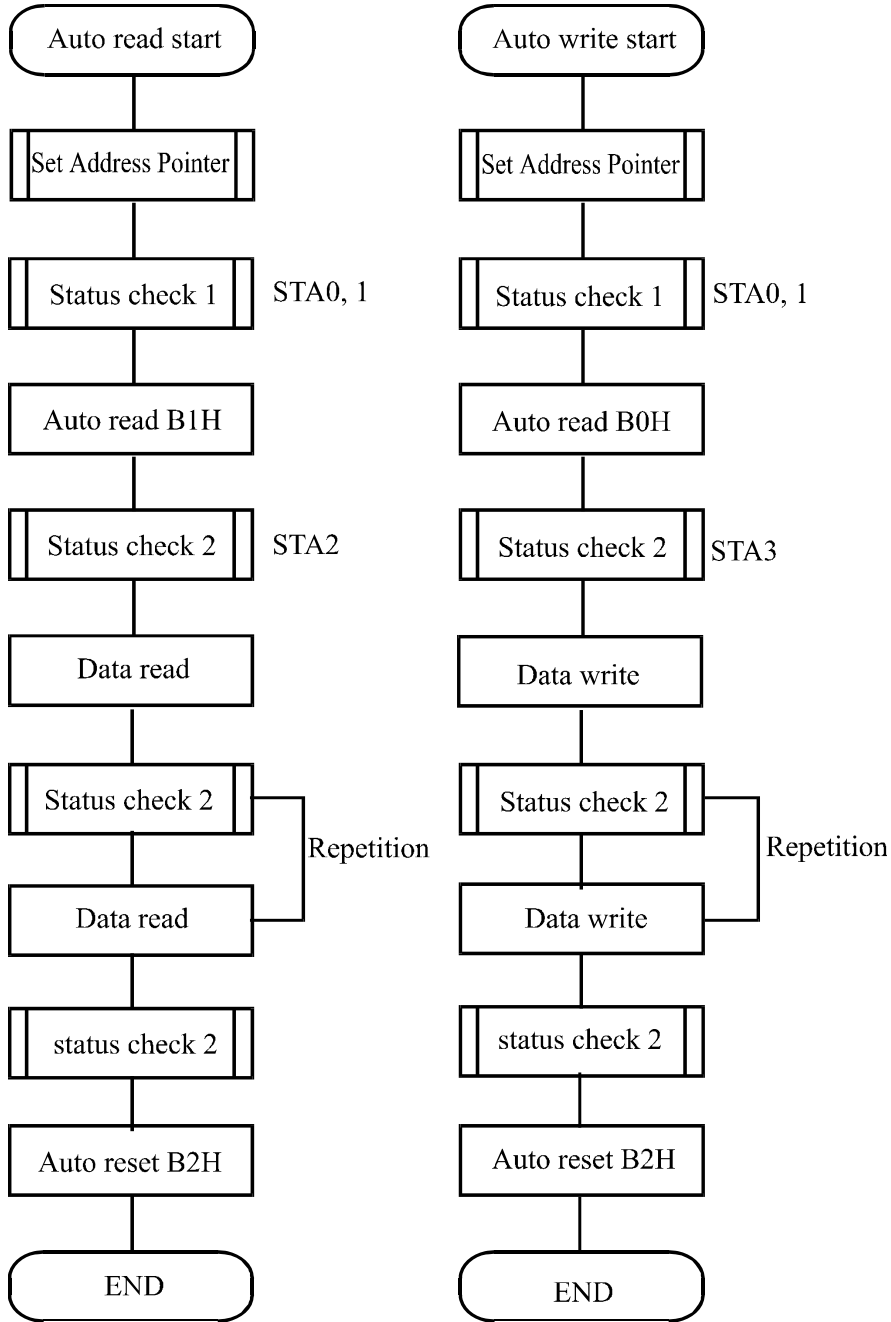 Auto read start
Set Address Pointer
Status check 1
STA0, 1
Auto read B1H
Status check 2
STA2
Data read
Status check 2
Repetition
Data read
status check 2
Auto reset B2H
END
Auto write start
Set Address Pointer
Status check 1
STA0, 1
Auto read B0H
Status check 2
STA3
Data write
Status check 2
Repetition
Data write
status check 2
Auto reset B2H
END